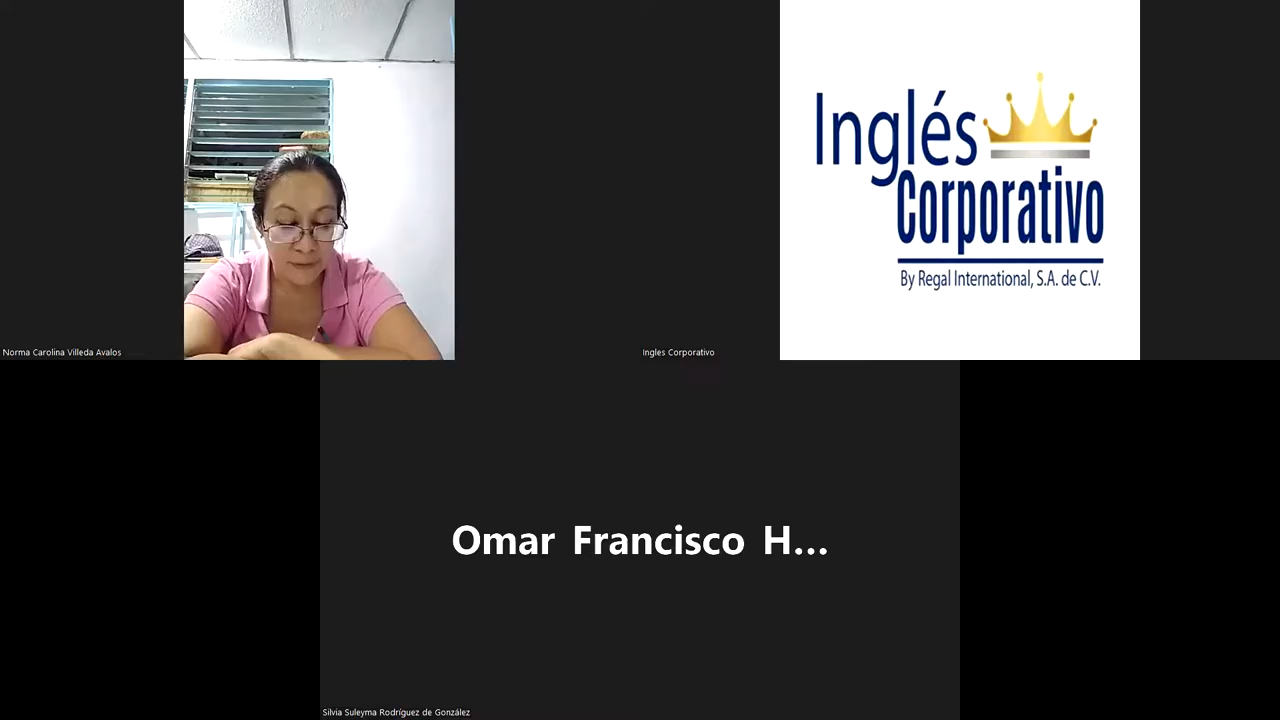 Inglés
Corporativo
By Regal International, S.A. de C.V.
Norma Carolina Villeda Avalos
Ingles Corporativo
Omar Francisco H...
Silvia Suleyma Rodríguez de González